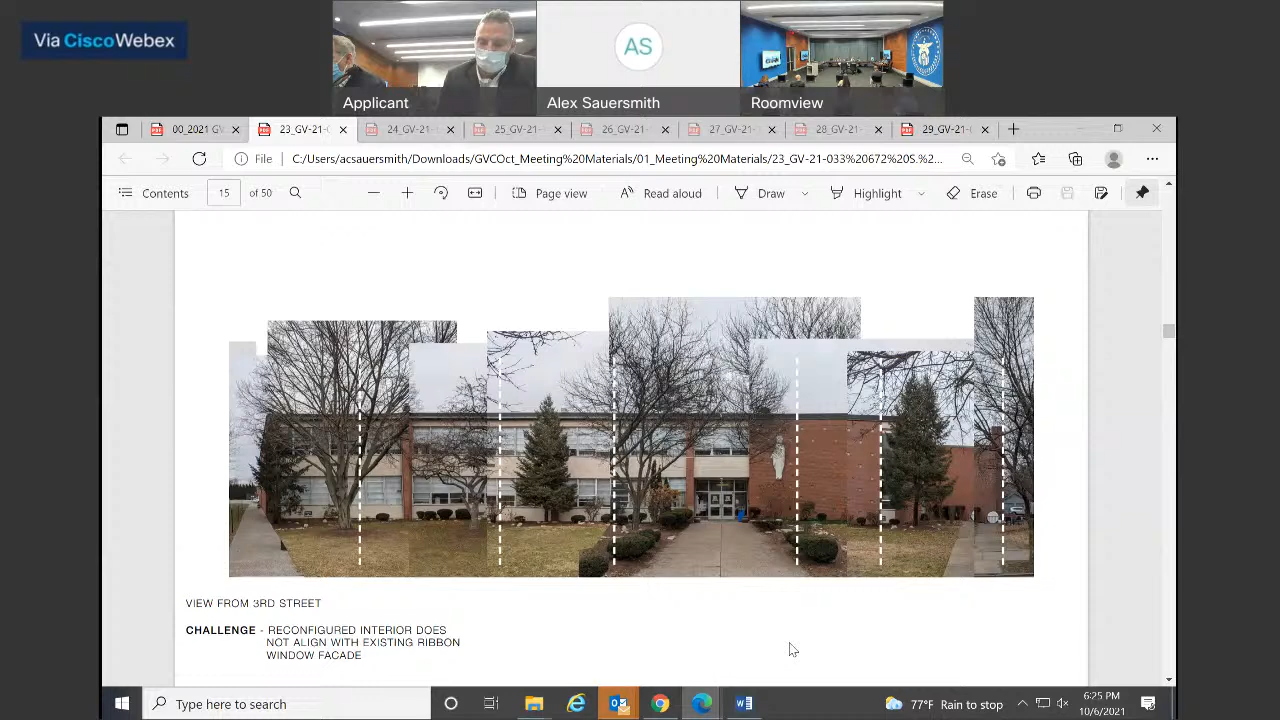 Via CiscoWebex
AS
Applicant
Alex Sauersmith
Roomview
23_GV-21-
24_GV-21-
25_GV-21-
26_GV-21-
27_GV-21-
28_GV-21-
29_GV-21-
File
C:/Users/acsauersmith/Downloads/GVCOct_Meeting%20Materials/01_Meeting%20Materials/23_GV-21-033%20672%20S.%2...
Contents
15
of 50
Page view
Read aloud
Draw
Highlight
Erase
VIEW FROM 3RD STREET
CHALLENGE - RECONFIGURED INTERIOR DOES
NOT ALIGN WITH EXISTING RIBBON
WINDOW FACADE
Type here to search
77°F Rain to stop
6:25 PM
10/6/2021